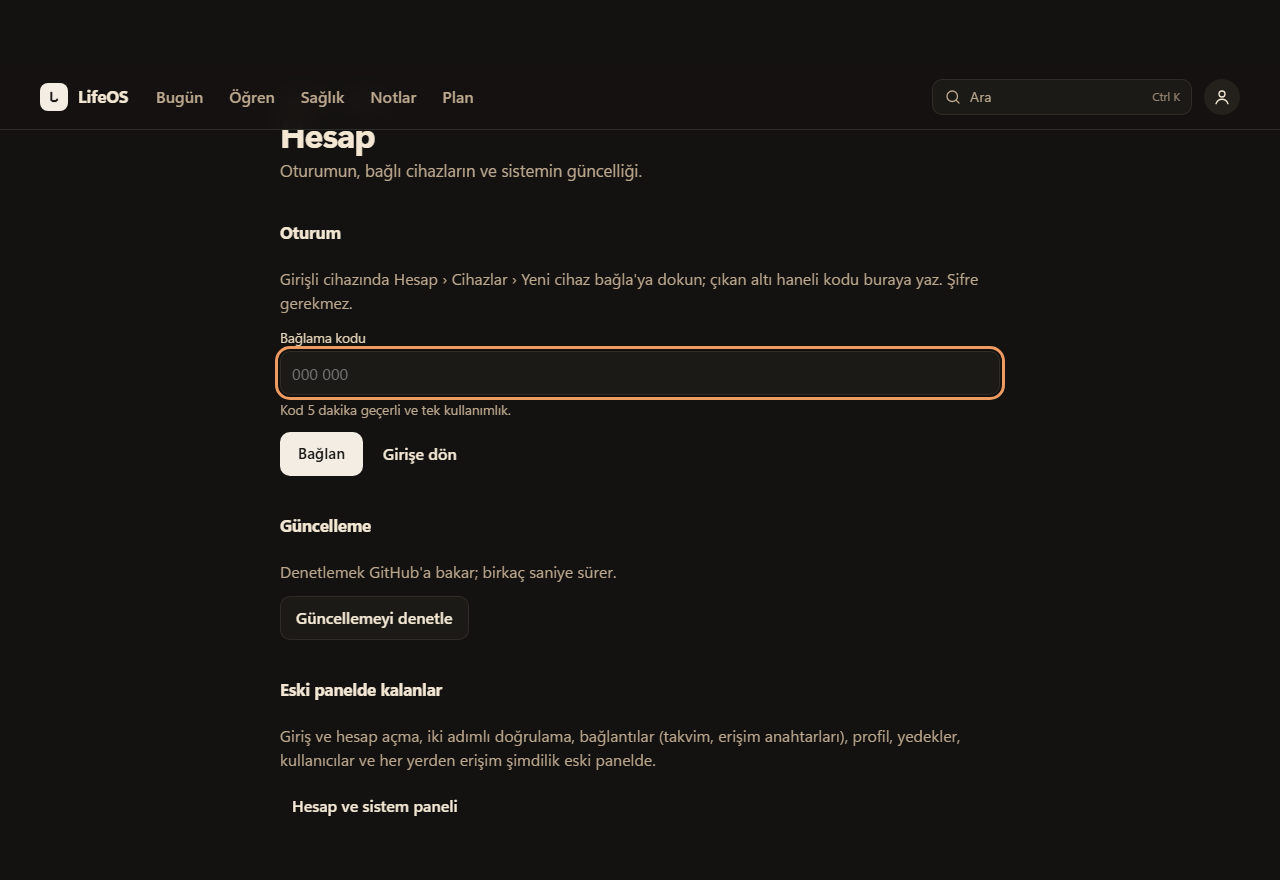 LifeOS Bugün Öğren Sağlık Notlar Plan Ara Ctrl K
Hesap
Oturumun, bağlı cihazların ve sistemin güncelliği.
Oturum
Girişli cihazında Hesap › Cihazlar › Yeni cihaz bağla'ya dokun; çıkan altı haneli kodu buraya yaz. Şifre
gerekmez.
Bağlama kodu
000 000
Kod 5 dakika geçerli ve tek kullanımlık.
Bağlan Girişe dön
Güncelleme
Denetlemek GitHub'a bakar; birkaç saniye sürer.
Güncellemeyi denetle
Eski panelde kalanlar
Giriş ve hesap açma, iki adımlı doğrulama, bağlantılar (takvim, erişim anahtarları), profil, yedekler,
kullanıcılar ve her yerden erişim şimdilik eski panelde.
Hesap ve sistem paneli